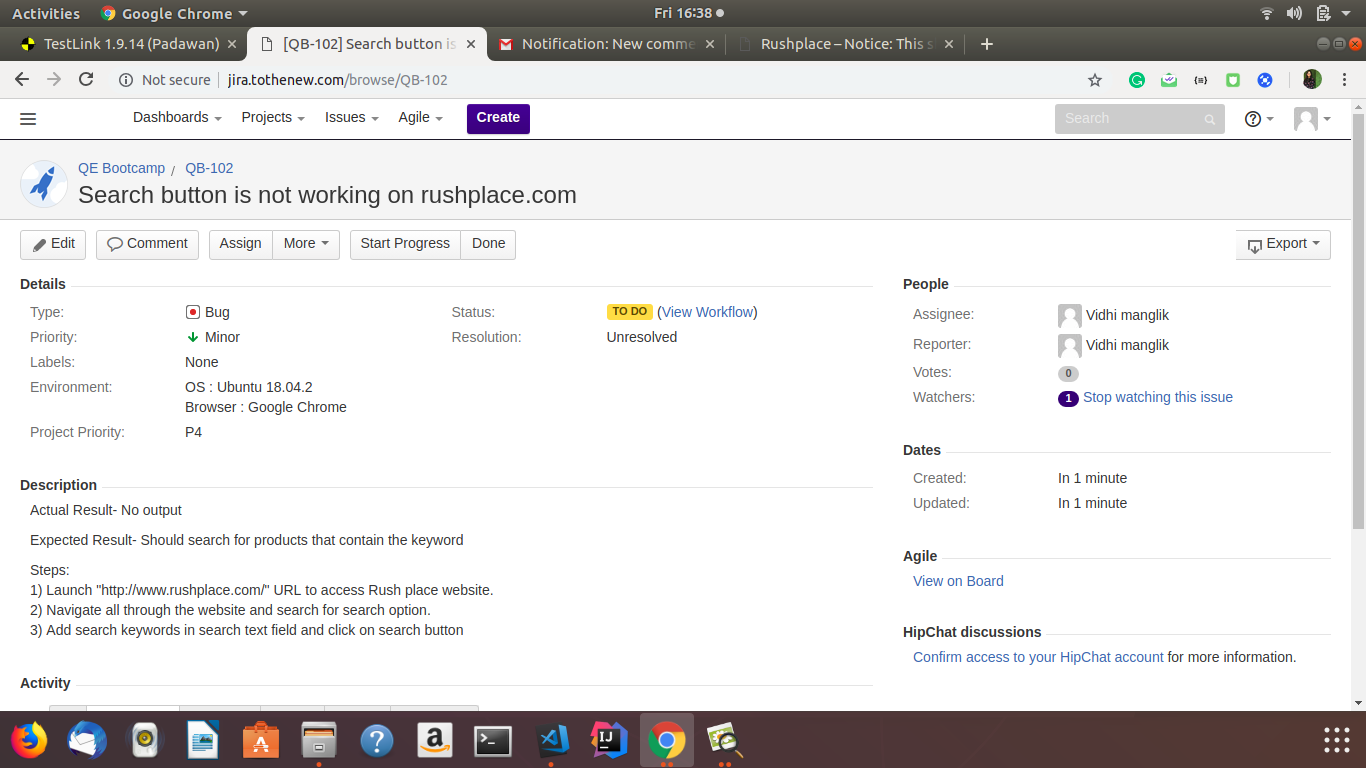 Activities
Google Chrome
Fri 16:38
TestLink 1.9.14 (Padawan)
[QB-102] Search button is
Notification: New comme
Rushplace – Notice: This s
Not secure
jira.tothenew.com/browse/QB-102
Dashboards
Projects
Issues
Agile
Create
Search
QE Bootcamp / QB-102
Search button is not working on rushplace.com
Edit
Comment
Assign
More
Start Progress
Done
Export
Details
Type: Bug
Status: TO DO (View Workflow)
Priority: Minor
Resolution: Unresolved
Labels: None
Environment: OS : Ubuntu 18.04.2
Browser : Google Chrome
Project Priority: P4
Description
Actual Result- No output
Expected Result- Should search for products that contain the keyword
Steps:
1) Launch "http://www.rushplace.com/" URL to access Rush place website.
2) Navigate all through the website and search for search option.
3) Add search keywords in search text field and click on search button
Activity
People
Assignee: Vidhi manglik
Reporter: Vidhi manglik
Votes: 0
Watchers: 1 Stop watching this issue
Dates
Created: In 1 minute
Updated: In 1 minute
Agile
View on Board
HipChat discussions
Confirm access to your HipChat account for more information.